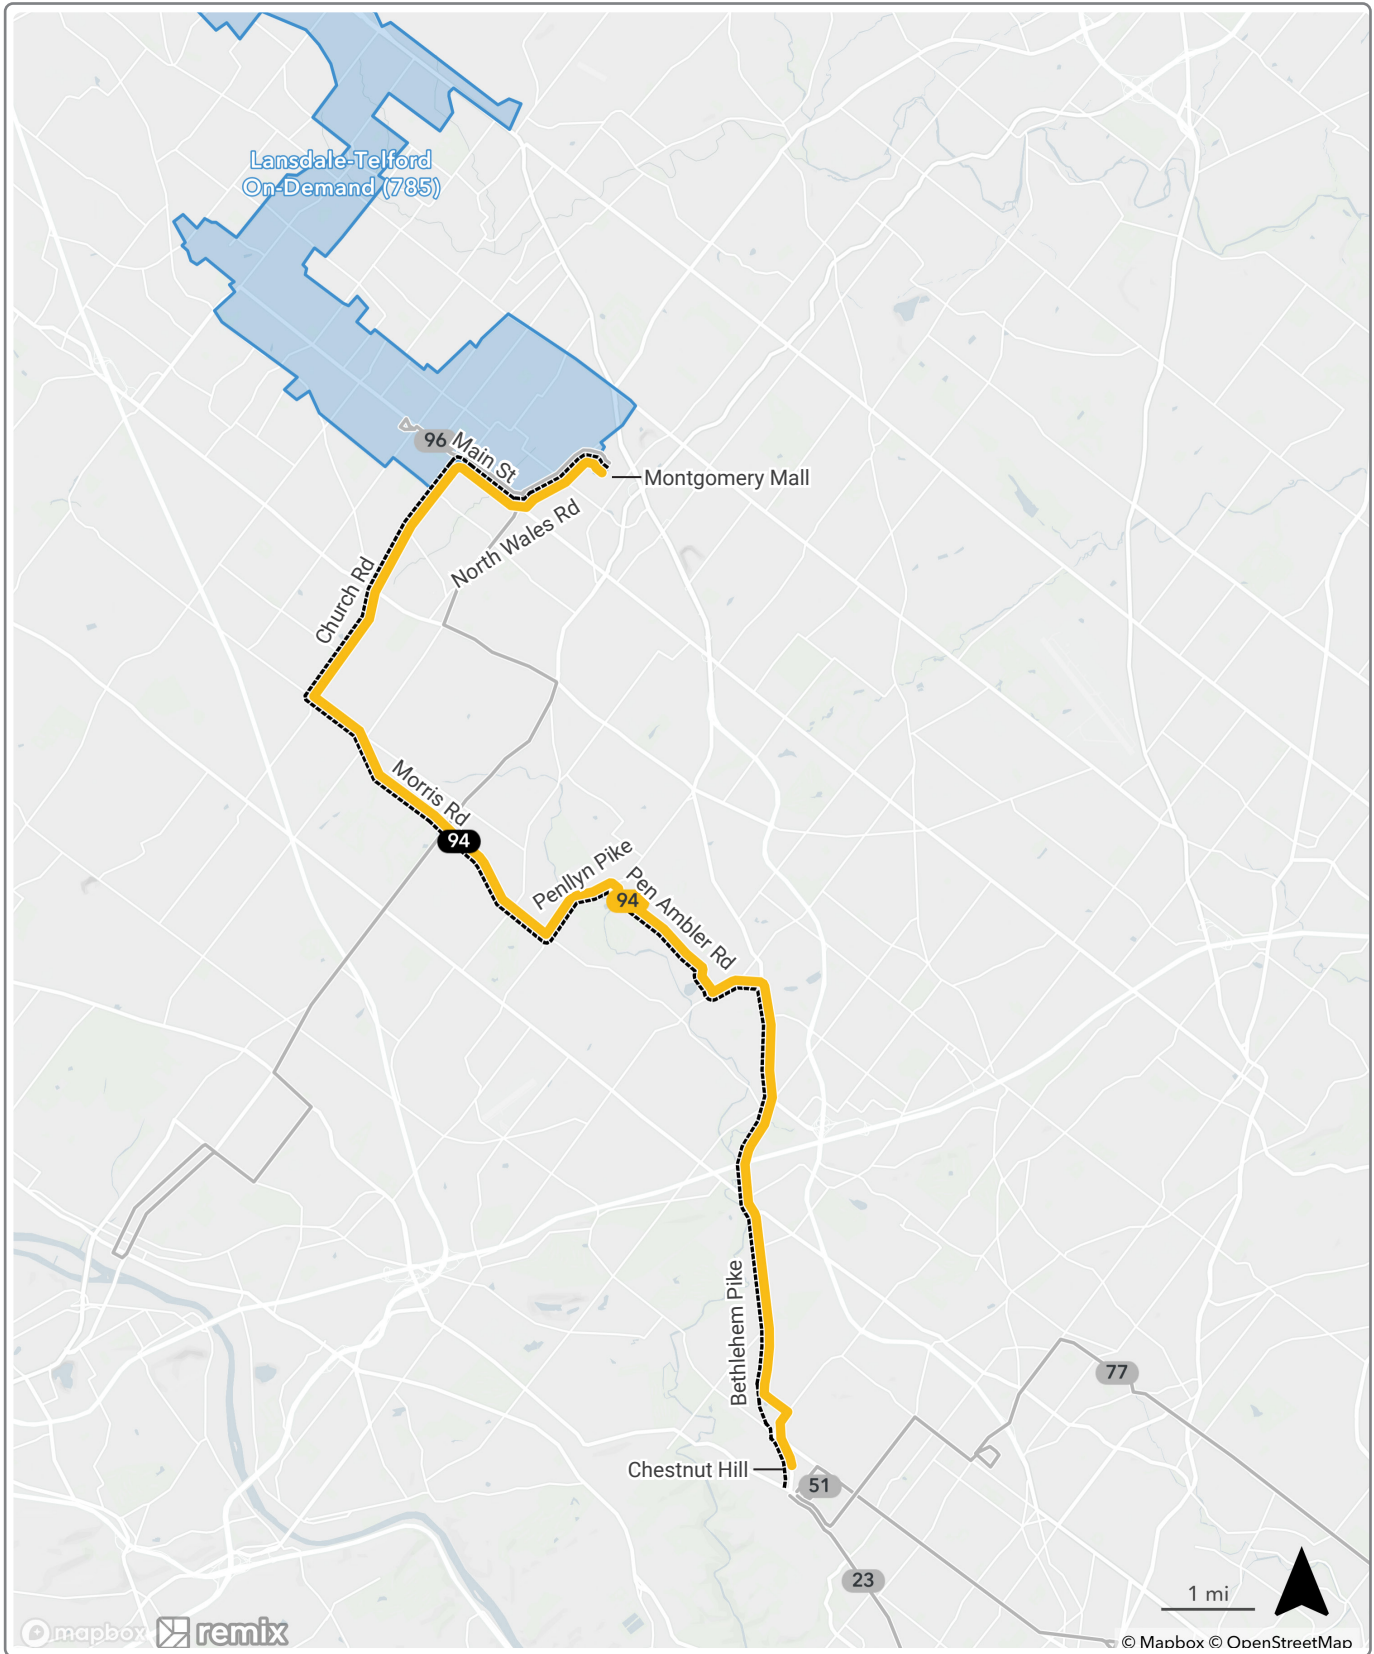 Lansdale-Telford
On-Demand (785)
96
Main St
Montgomery Mall
North Wales Rd
Church Rd
Morris Rd
94
Penllyn Pike
94
Pen Ambler Rd
Bethlehem Pike
77
Chestnut Hill
51
23
1 mi
mapbox remix
© Mapbox © OpenStreetMap